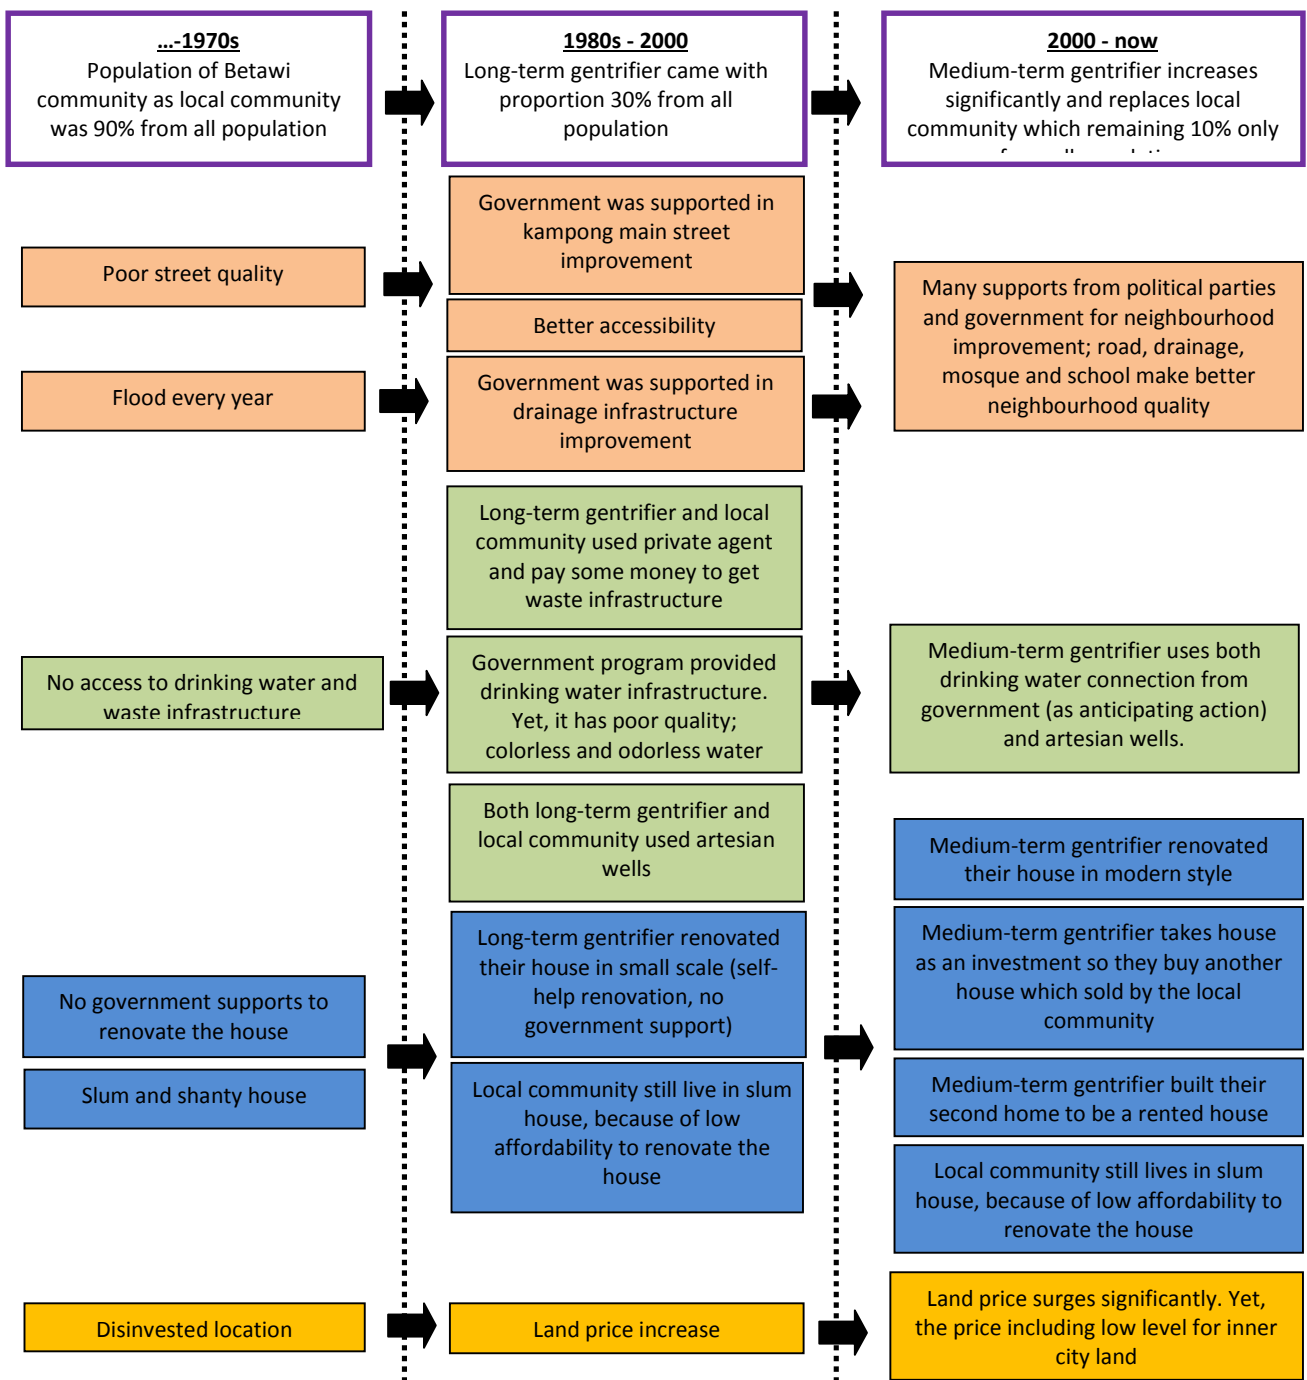 ...-1970s
Population of Betawi
community as local community
was 90% from all population
1980s - 2000
Long-term gentrifier came with
proportion 30% from all
population
2000 - now
Medium-term gentrifier increases
significantly and replaces local
community which remaining 10% only
Poor street quality
Government was supported in
kampong main street
improvement
Better accessibility
Many supports from political parties
and government for neighbourhood
improvement; road, drainage,
mosque and school make better
neighbourhood quality
Flood every year
Government was supported in
drainage infrastructure
improvement
Long-term gentrifier and local
community used private agent
and pay some money to get
waste infrastructure
No access to drinking water and
waste infrastructure
Government program provided
drinking water infrastructure.
Yet, it has poor quality;
colorless and odorless water
Medium-term gentrifier uses both
drinking water connection from
government (as anticipating action)
and artesian wells.
Both long-term gentrifier and
local community used artesian
wells
Medium-term gentrifier renovated
their house in modern style
No government supports to
renovate the house
Slum and shanty house
Long-term gentrifier renovated
their house in small scale (self-
help renovation, no
government support)
Local community still live in slum
house, because of low
affordability to renovate the
house
Medium-term gentrifier takes house
as an investment so they buy another
house which sold by the local
community
Medium-term gentrifier built their
second home to be a rented house
Local community still lives in slum
house, because of low affordability to
renovate the house
Disinvested location
Land price increase
Land price surges significantly. Yet,
the price including low level for inner
city land